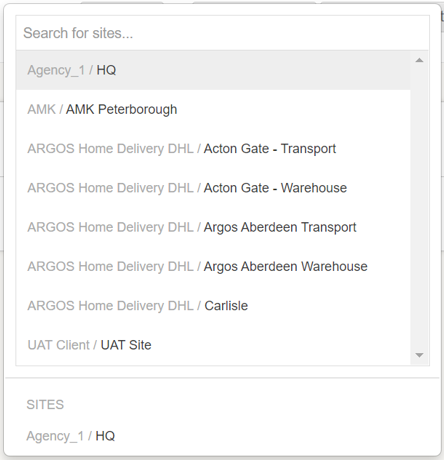 Search for sites...
Agency_1 / HQ
AMK / AMK Peterborough
ARGOS Home Delivery DHL / Acton Gate - Transport
ARGOS Home Delivery DHL / Acton Gate - Warehouse
ARGOS Home Delivery DHL / Argos Aberdeen Transport
ARGOS Home Delivery DHL / Argos Aberdeen Warehouse
ARGOS Home Delivery DHL / Carlisle
UAT Client / UAT Site
SITES
Agency_1 / HQ